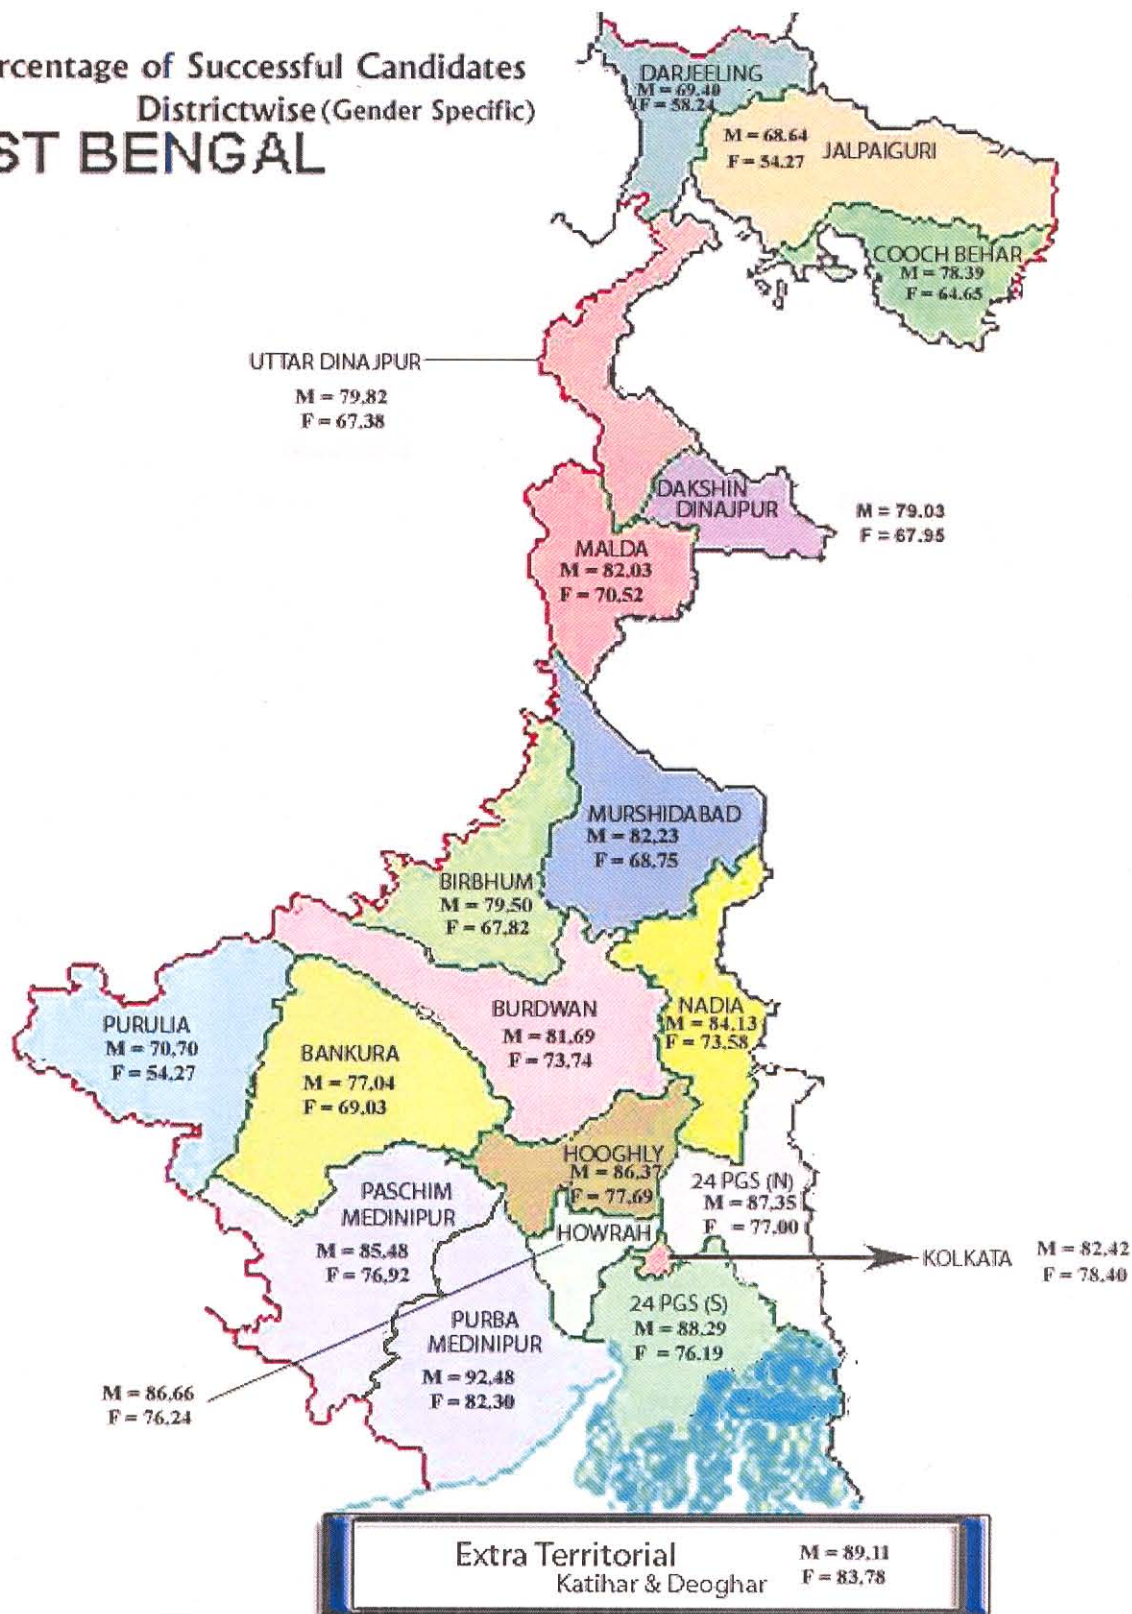 rcentage of Successful Candidates
Districtwise (Gender Specific)
ST BENGAL
DARJEELING
M = 69.40
F = 58.24
M = 68.64
F = 54.27
JALPAIGURI
COOCH BEHAR
M = 78.39
F = 64.65
UTTAR DINAJPUR
M = 79.82
F = 67.38
DAKSHIN
DINAJPUR
M = 79.03
F = 67.95
MALDA
M = 82.03
F = 70.52
MURSHIDABAD
M = 82.23
F = 68.75
BIRBHUM
M = 79.50
F = 67.82
BURDWAN
M = 81.69
F = 73.74
NADIA
M = 84.13
F = 73.58
PURULIA
M = 70.70
F = 54.27
BANKURA
M = 77.04
F = 69.03
HOOGHLY
M = 86.37
F = 77.69
24 PGS (N)
M = 87.35
F = 77.00
PASCHIM
MEDINIPUR
M = 85.48
F = 76.92
HOWRAH
M = 86.66
F = 76.24
KOLKATA
M = 82.42
F = 78.40
24 PGS (S)
M = 88.29
F = 76.19
PURBA
MEDINIPUR
M = 92.48
F = 82.30
Extra Territorial
Katihar & Deoghar
M = 89.11
F = 83.78